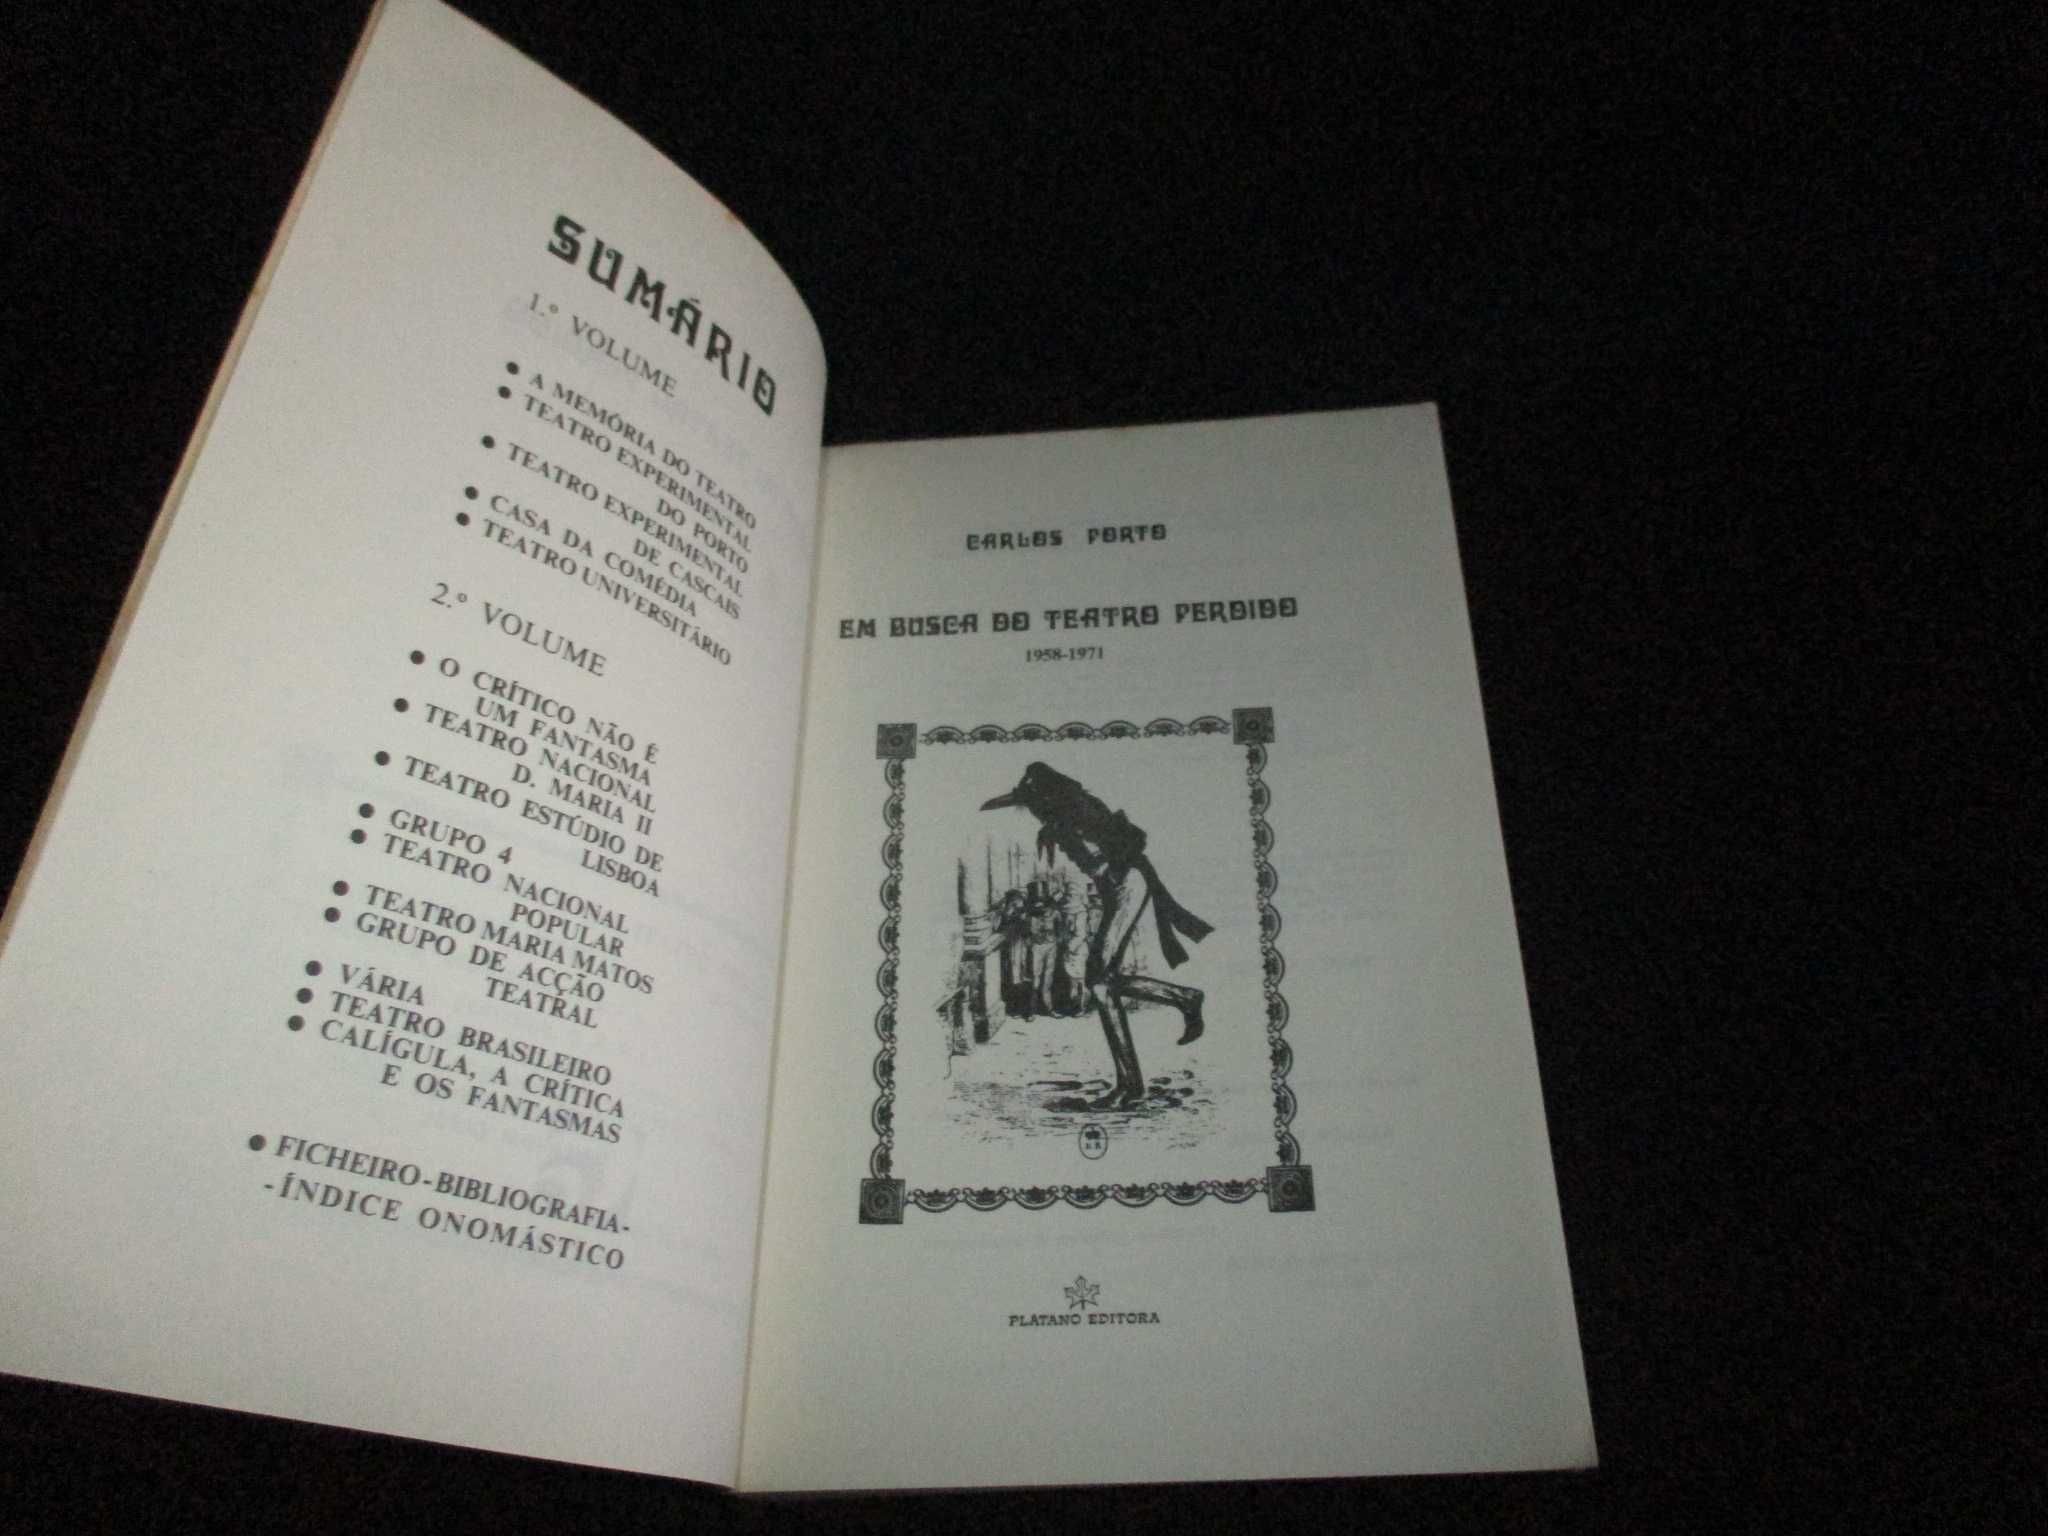 SUMÁRIO
1.º VOLUME
● A MEMÓRIA DO TEATRO
● TEATRO EXPERIMENTAL
DO PORTO
● TEATRO EXPERIMENTAL
DE CASCAIS
● CASA DA COMÉDIA
● TEATRO UNIVERSITÁRIO
2.º VOLUME
● O CRÍTICO NÃO É
UM FANTASMA
● TEATRO NACIONAL
D. MARIA II
● TEATRO ESTÚDIO DE
LISBOA
● GRUPO 4
● TEATRO NACIONAL
POPULAR
● TEATRO MARIA MATOS
● GRUPO DE ACÇÃO
TEATRAL
● VÁRIA
● TEATRO BRASILEIRO
● CALÍGULA, A CRÍTICA
E OS FANTASMAS
● FICHEIRO-BIBLIOGRAFIA-
-ÍNDICE ONOMÁSTICO
CARLOS PORTO
EM BUSCA DO TEATRO PERDIDO
1958-1971
PLÁTANO EDITORA